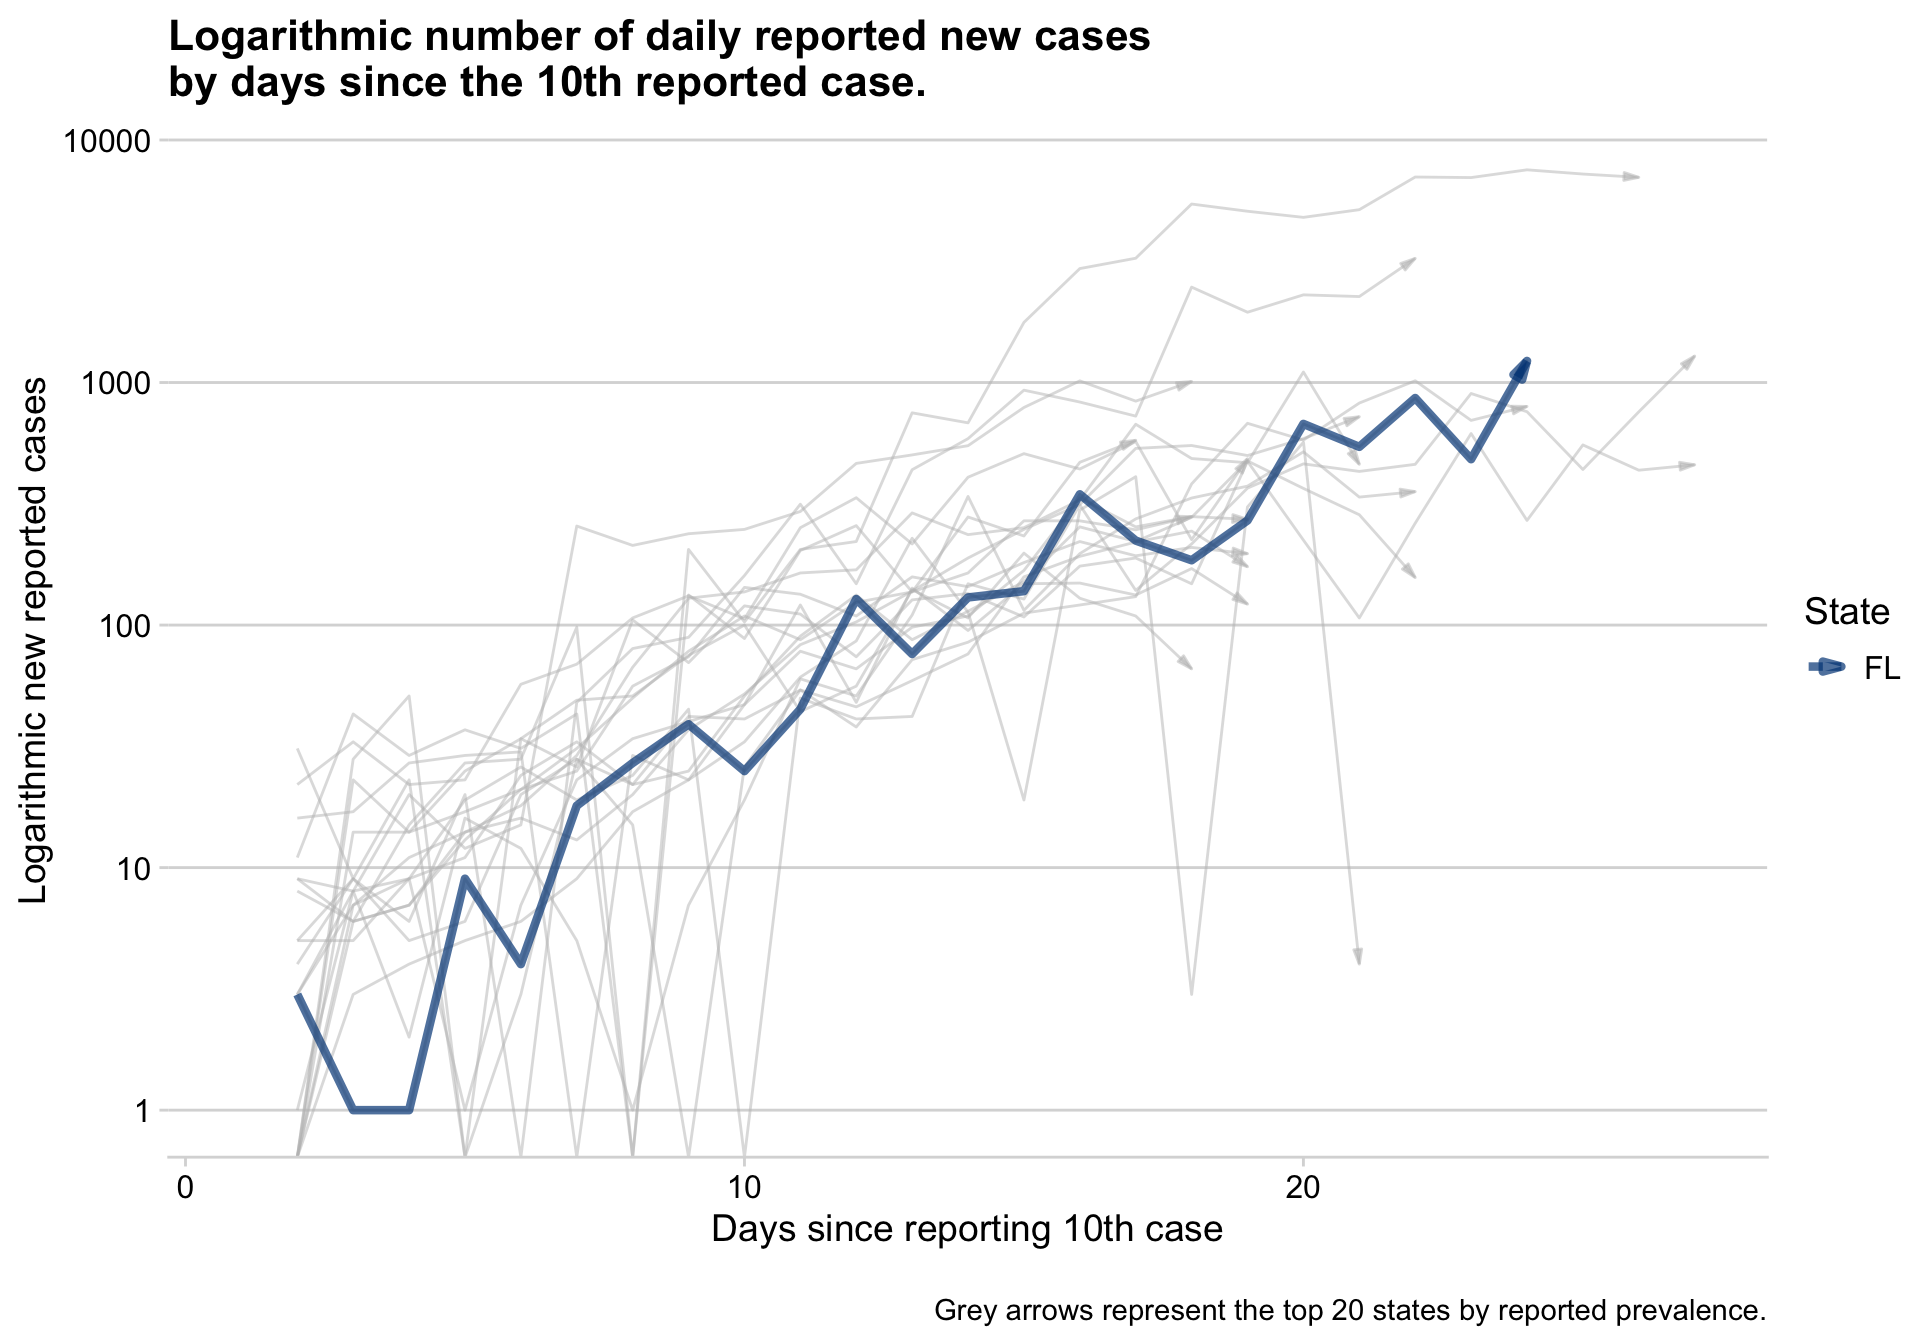 Logarithmic number of daily reported new cases
by days since the 10th reported case.
10000
1000
100
10
1
Logarithmic new reported cases
0
10
20
Days since reporting 10th case
State
FL
Grey arrows represent the top 20 states by reported prevalence.